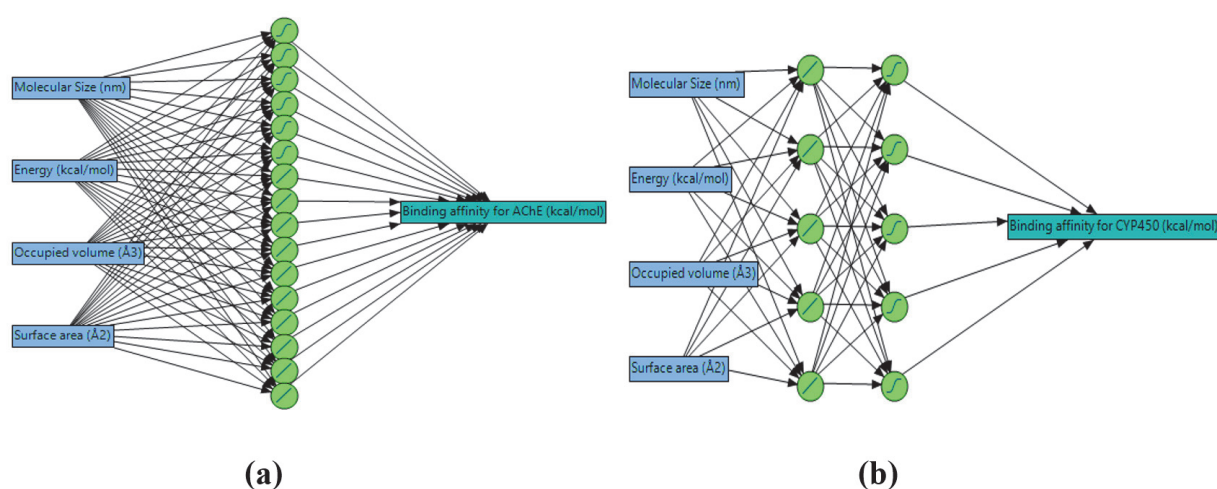 Molecular Size (nm)
Energy (kcal/mol)
Occupied volume (Å3)
Surface area (Å2)
Binding affinity for AChE (kcal/mol)
(a)
Molecular Size (nm)
Energy (kcal/mol)
Occupied volume (Å3)
Surface area (Å2)
Binding affinity for CYP450 (kcal/mol)
(b)